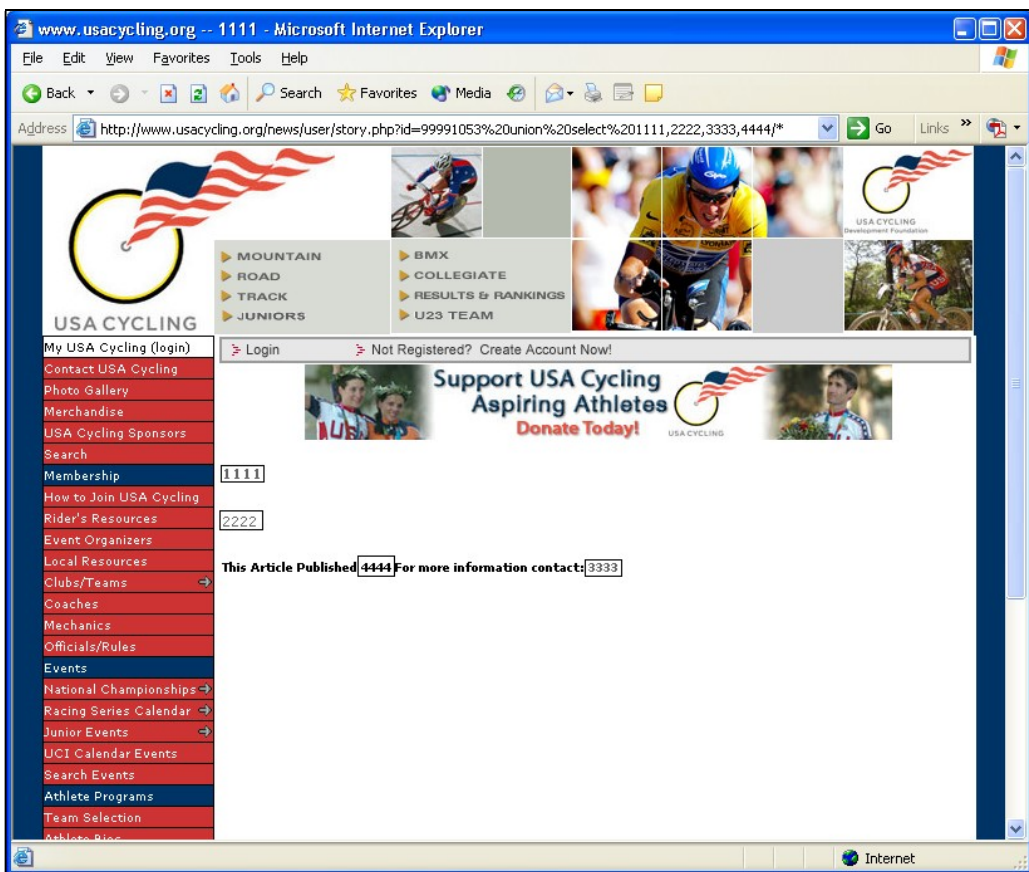 www.usacycling.org -- 1111 - Microsoft Internet Explorer
File Edit View Favorites Tools Help
Back Search Favorites Media
Address http://www.usacycling.org/news/user/story.php?id=99991053%20union%20select%201111,2222,3333,4444/* Go Links »
USA CYCLING
Development Foundation
MOUNTAIN BMX
ROAD COLLEGIATE
TRACK RESULTS & RANKINGS
JUNIORS U23 TEAM
USA CYCLING
My USA Cycling (login) Login Not Registered? Create Account Now!
Contact USA Cycling
Photo Gallery
Merchandise
USA Cycling Sponsors
Search
Membership
How to Join USA Cycling
Rider's Resources
Event Organizers
Local Resources
Clubs/Teams
Coaches
Mechanics
Officials/Rules
Events
National Championships
Racing Series Calendar
Junior Events
UCI Calendar Events
Search Events
Athlete Programs
Team Selection
Athlete Bios
Support USA Cycling
Aspiring Athletes
Donate Today!
USA CYCLING
1111
2222
This Article Published 4444 For more information contact: 3333
Internet